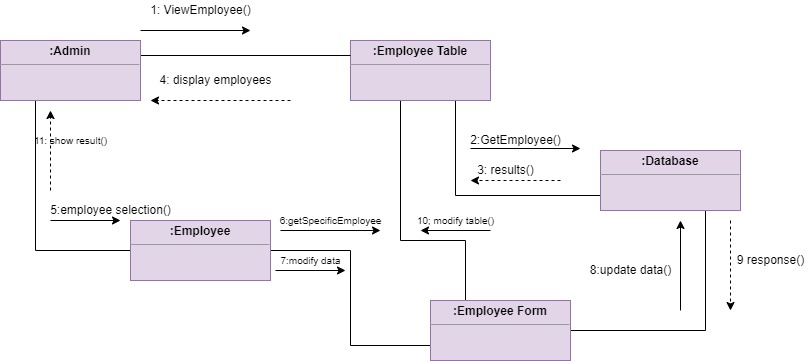 1: ViewEmployee()
:Admin
:Employee Table
4: display employees
11: show result()
2:GetEmployee()
3: results()
:Database
5:employee selection()
:Employee
6:getSpecificEmployee
10: modify table()
7:modify data
8:update data()
9 response()
:Employee Form